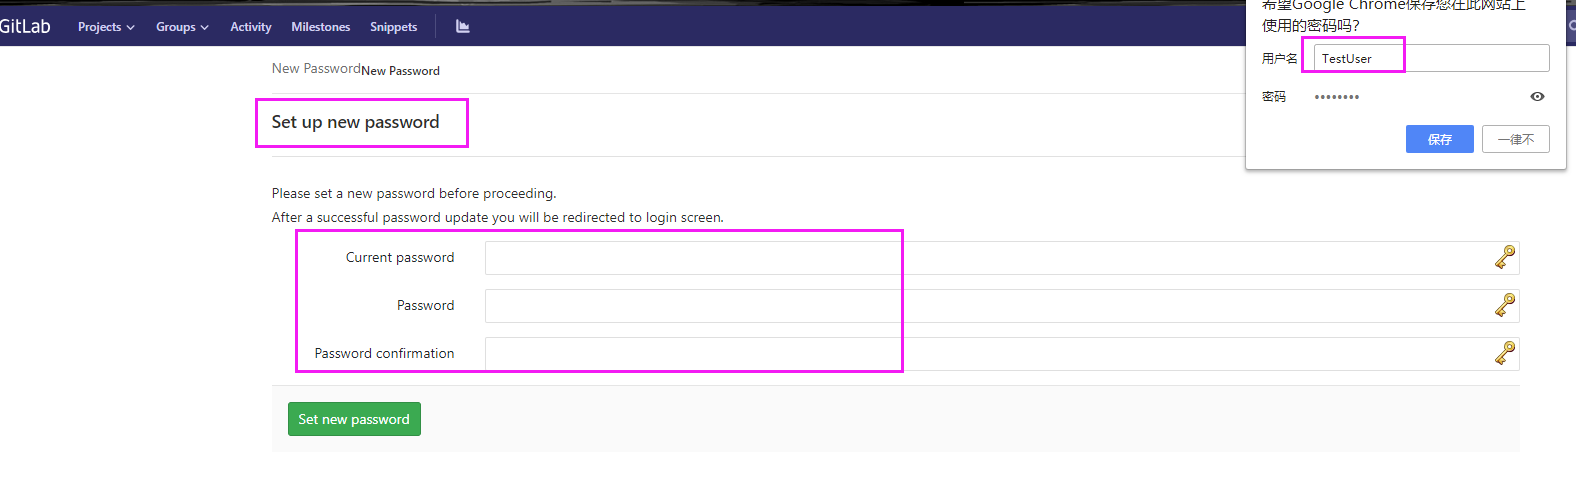 希望Google Chrome保存您在此网站上
使用的密码吗?
GitLab Projects Groups Activity Milestones Snippets
用户名 TestUser
密码 ••••••••
保存 一律不
New PasswordNew Password
Set up new password
Please set a new password before proceeding.
After a successful password update you will be redirected to login screen.
Current password
Password
Password confirmation
Set new password